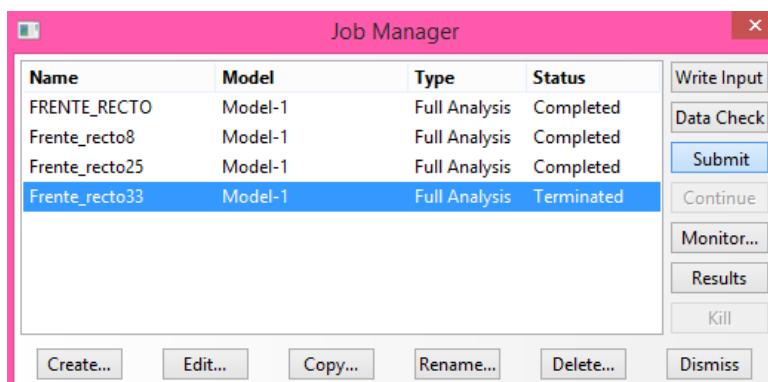 Job Manager
Name Model Type Status
FRENTE_RECTO Model-1 Full Analysis Completed
Frente_recto8 Model-1 Full Analysis Completed
Frente_recto25 Model-1 Full Analysis Completed
Frente_recto33 Model-1 Full Analysis Terminated
Write Input
Data Check
Submit
Continue
Monitor...
Results
Kill
Create... Edit... Copy... Rename... Delete... Dismiss